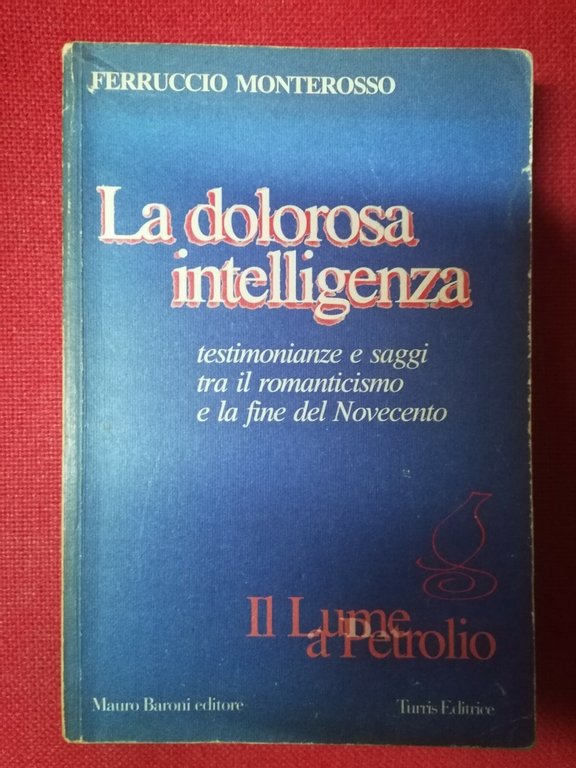 FERRUCCIO MONTEROSSO
La dolorosa
intelligenza
testimonianze e saggi
tra il romanticismo
e la fine del Novecento
Il Lume
a Petrolio
Mauro Baroni editore
Turris Editrice